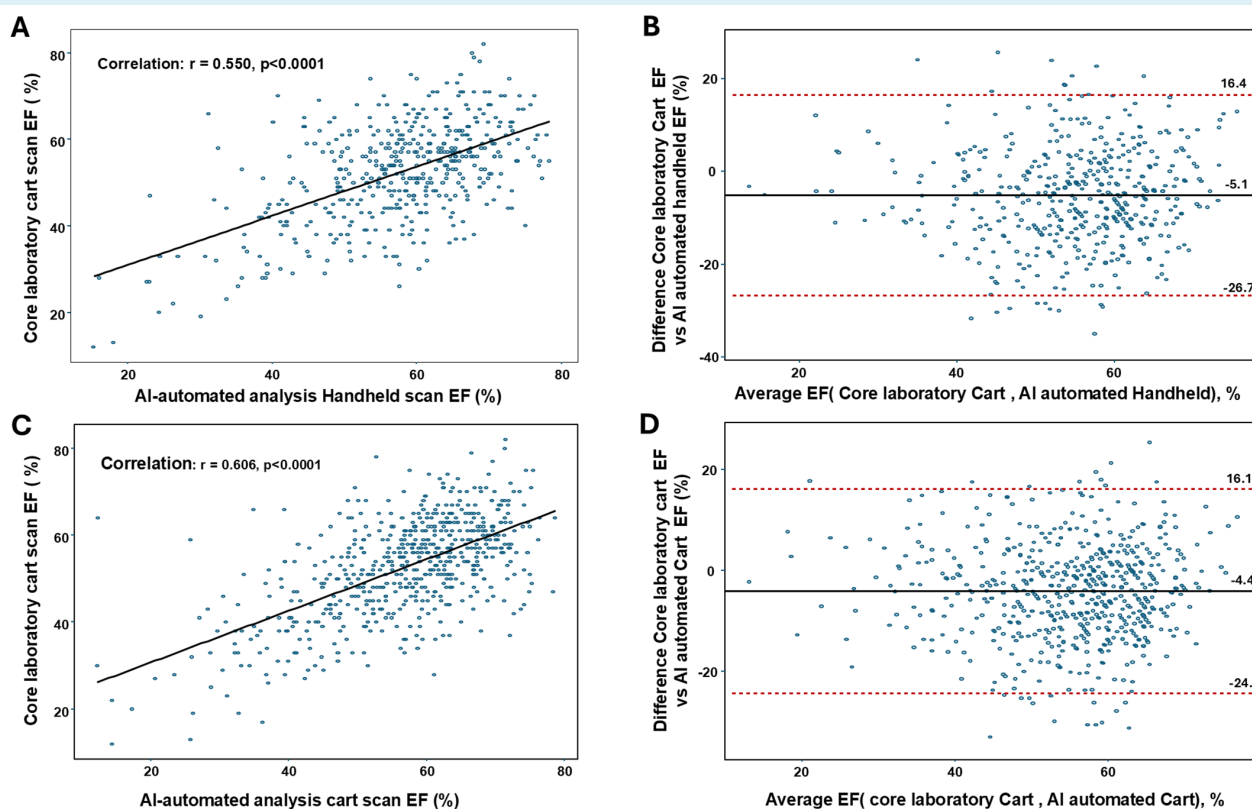 A
Correlation: r = 0.550, p<0.0001
Core laboratory cart scan EF ( %)
80
60
40
20
20 40 60 80
AI-automated analysis Handheld scan EF (%)
B
Difference Core laboratory Cart EF
vs AI automated handheld EF (%)
20
0
-20
-40
16.4
-5.1
-26.7
20 40 60
Average EF( Core laboratory Cart , AI automated Handheld), %
C
Correlation: r = 0.606, p<0.0001
Core laboratory cart scan EF ( %)
80
60
40
20
20 40 60 80
AI-automated analysis cart scan EF (%)
D
Difference Core laboratory cart EF
vs AI automated Cart EF (%)
20
0
-20
16.1
-4.4
-24.
20 40 60
Average EF( core laboratory Cart , AI automated Cart), %